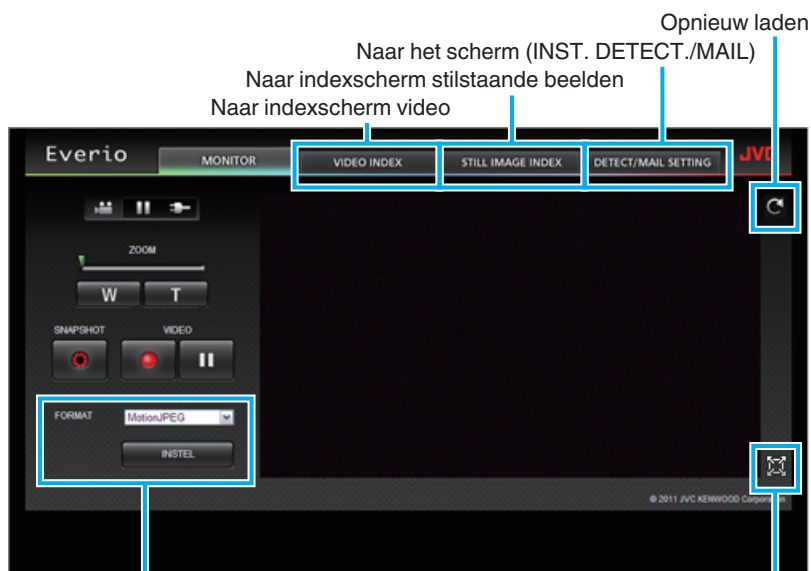 Opnieuw laden
Naar het scherm (INST. DETECT./MAIL)
Naar indexscherm stilstaande beelden
Naar indexscherm video
Everio
MONITOR
VIDEO INDEX
STILL IMAGE INDEX
DETECT/MAIL SETTING
JVC
ZOOM
W
T
SNAPSHOT
VIDEO
FORMAT
MotionJPEG
INSTEL
© 2011 JVC KENWOOD Corporation